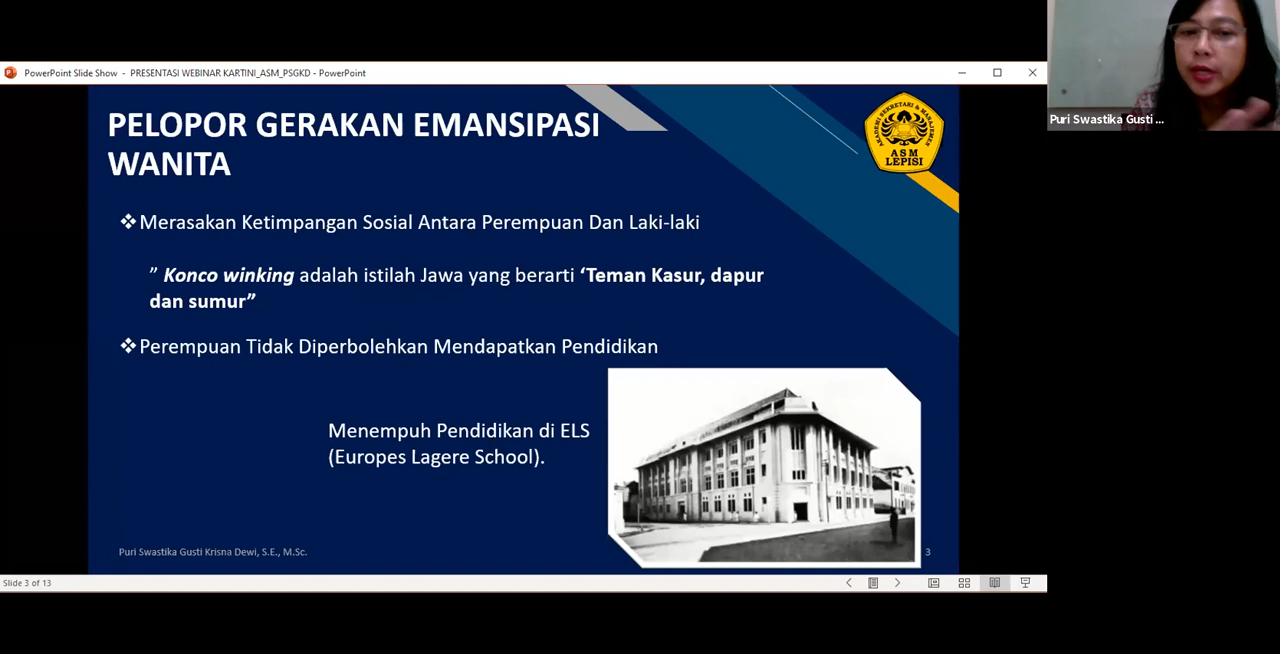 PowerPoint Slide Show - PRESENTASI WEBINAR KARTINI_ASM_PSGKD - PowerPoint
Puri Swastika Gusti ...
PELOPOR GERAKAN EMANSIPASI
WANITA
AKADEMI SEKRETARI & MANAJEMEN
ASM
LEPISI
❖Merasakan Ketimpangan Sosial Antara Perempuan Dan Laki-laki
” Konco winking adalah istilah Jawa yang berarti ‘Teman Kasur, dapur
dan sumur”
❖Perempuan Tidak Diperbolehkan Mendapatkan Pendidikan
Menempuh Pendidikan di ELS
(Europes Lagere School).
Puri Swastika Gusti Krisna Dewi, S.E., M.Sc.
3
Slide 3 of 13